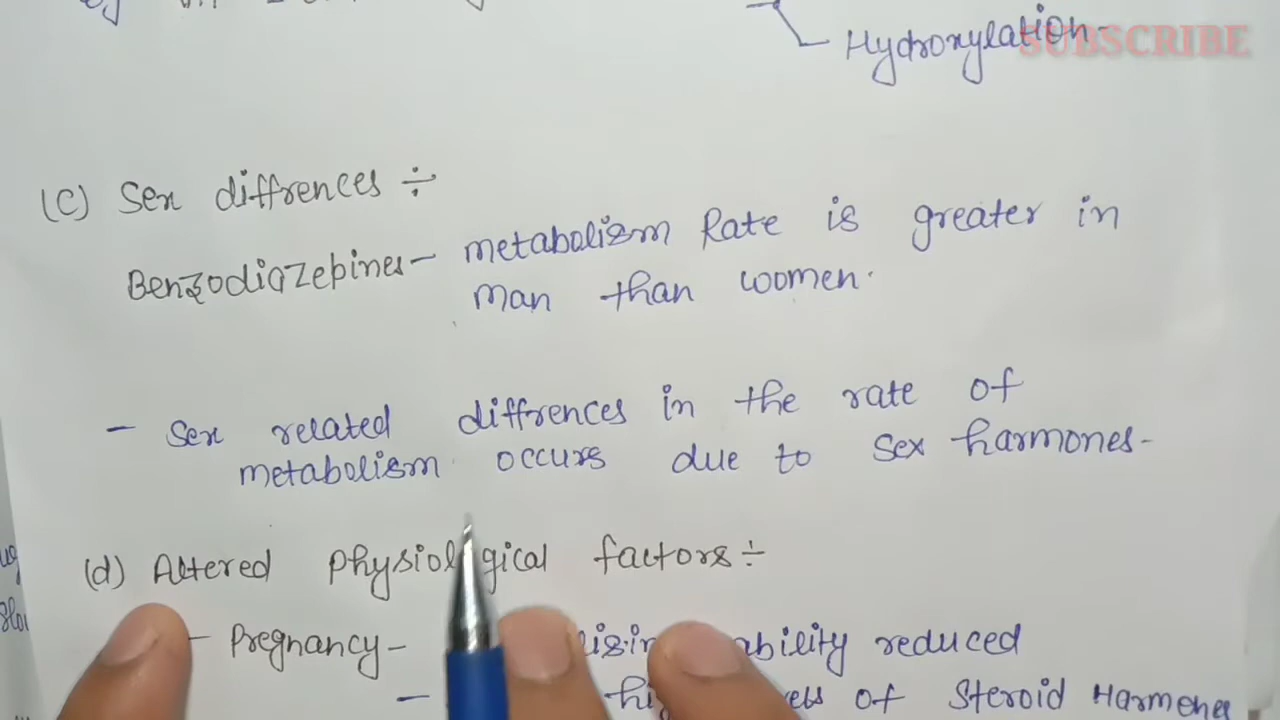 Hydroxylation-
SUBSCRIBE
(C) Sex diffrences ÷
Benzodiazepines - metabolism Rate is greater in
man than women.
- Sex related diffrences in the rate of
metabolism occurs due to sex harmones-
(d) Altered physiological factors ÷
- Pregnancy - ability reduced
- of Steroid Harmones